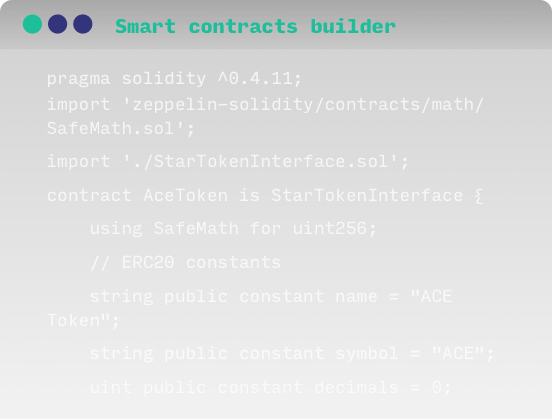 Smart contracts builder
pragma solidity ^0.4.11;
import 'zeppelin-solidity/contracts/math/
SafeMath.sol';
import './StarTokenInterface.sol';
contract AceToken is StarTokenInterface {
using SafeMath for uint256;
// ERC20 constants
string public constant name = "ACE
Token";
string public constant symbol = "ACE";
uint public constant decimals = 0;